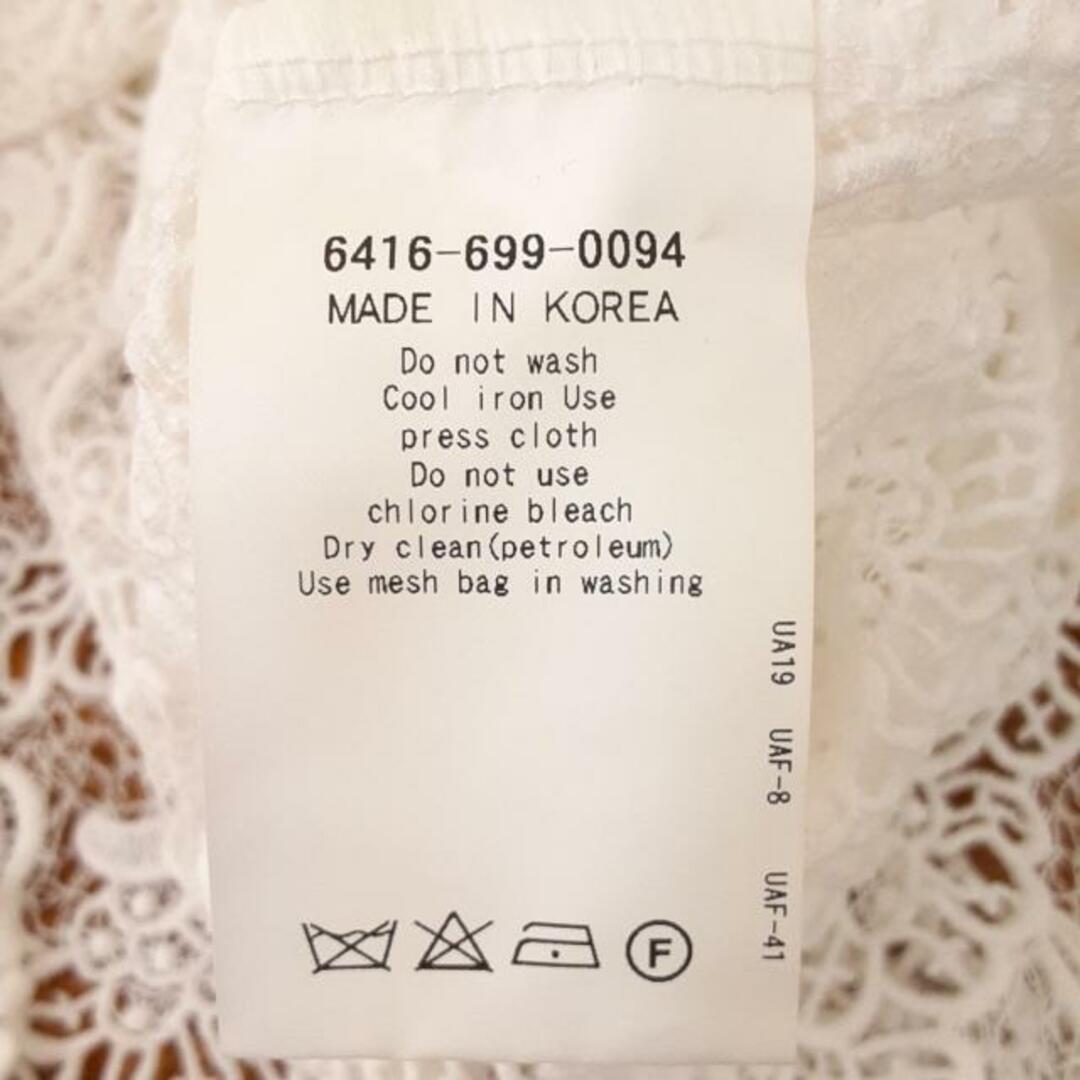 6416-699-0094
MADE IN KOREA
Do not wash
Cool iron Use
press cloth
Do not use
chlorine bleach
Dry clean(petroleum)
Use mesh bag in washing
UA19 UAF-8 UAF-41
F